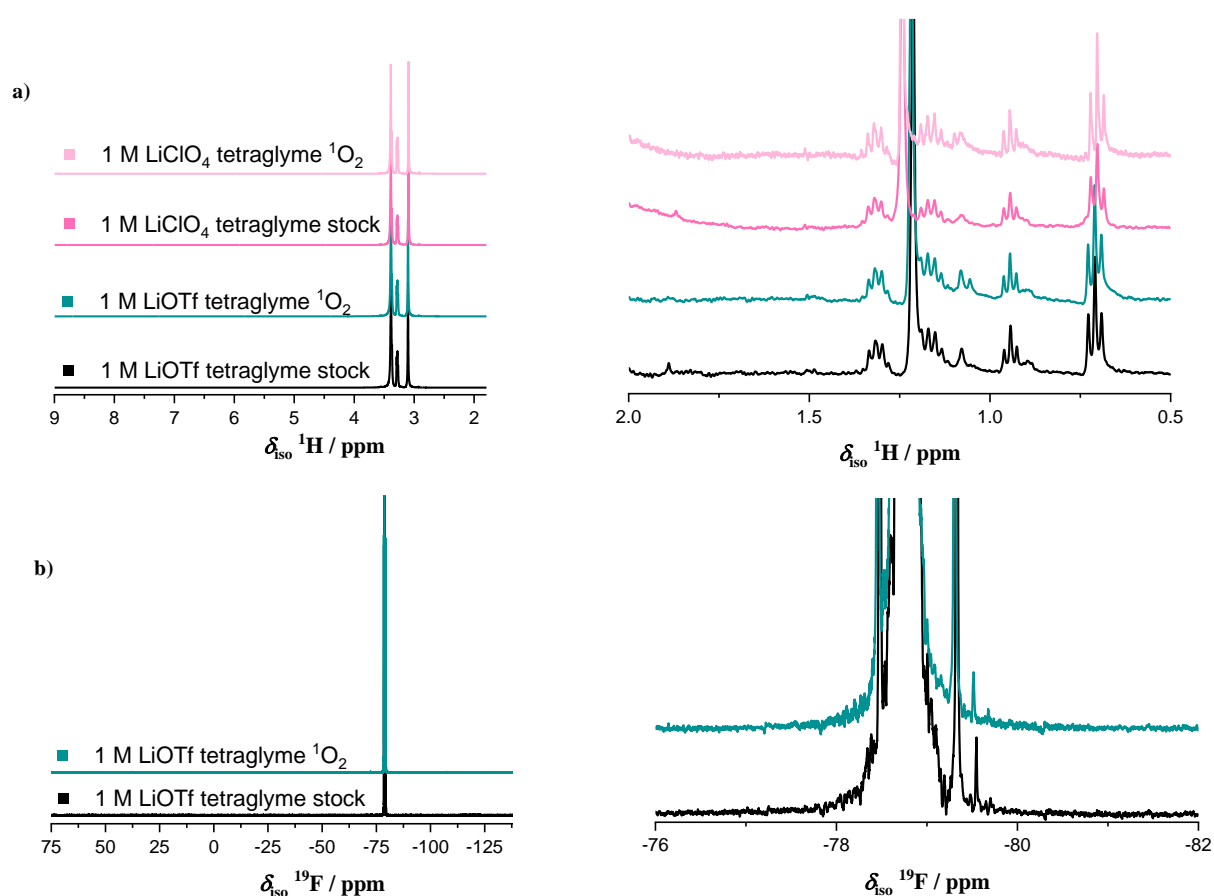 a)
1 M LiClO₄ tetraglyme ¹O₂
1 M LiClO₄ tetraglyme stock
1 M LiOTf tetraglyme ¹O₂
1 M LiOTf tetraglyme stock
9 8 7 6 5 4 3 2
δiso ¹H / ppm
2.0 1.5 1.0 0.5
δiso ¹H / ppm
b)
1 M LiOTf tetraglyme ¹O₂
1 M LiOTf tetraglyme stock
75 50 25 0 -25 -50 -75 -100 -125
δiso ¹⁹F / ppm
-76 -78 -80 -82
δiso ¹⁹F / ppm